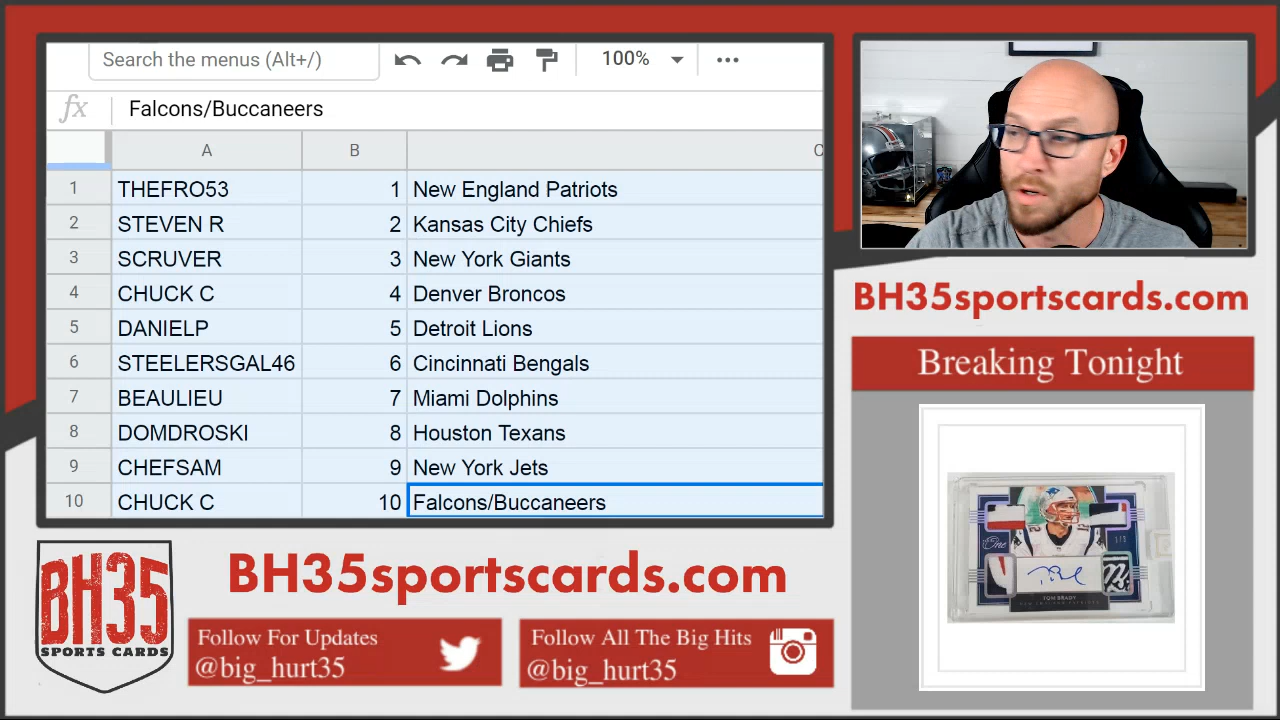 Search the menus (Alt+/)
100%
fx Falcons/Buccaneers
A B C
1 THEFRO53 1 New England Patriots
2 STEVEN R 2 Kansas City Chiefs
3 SCRUVER 3 New York Giants
4 CHUCK C 4 Denver Broncos
5 DANIELP 5 Detroit Lions
6 STEELERSGAL46 6 Cincinnati Bengals
7 BEAULIEU 7 Miami Dolphins
8 DOMDROSKI 8 Houston Texans
9 CHEFSAM 9 New York Jets
10 CHUCK C 10 Falcons/Buccaneers
BH35sportscards.com
Breaking Tonight
One
TOM BRADY
BH35
SPORTS CARDS
BH35sportscards.com
Follow For Updates
@big_hurt35
Follow All The Big Hits
@big_hurt35